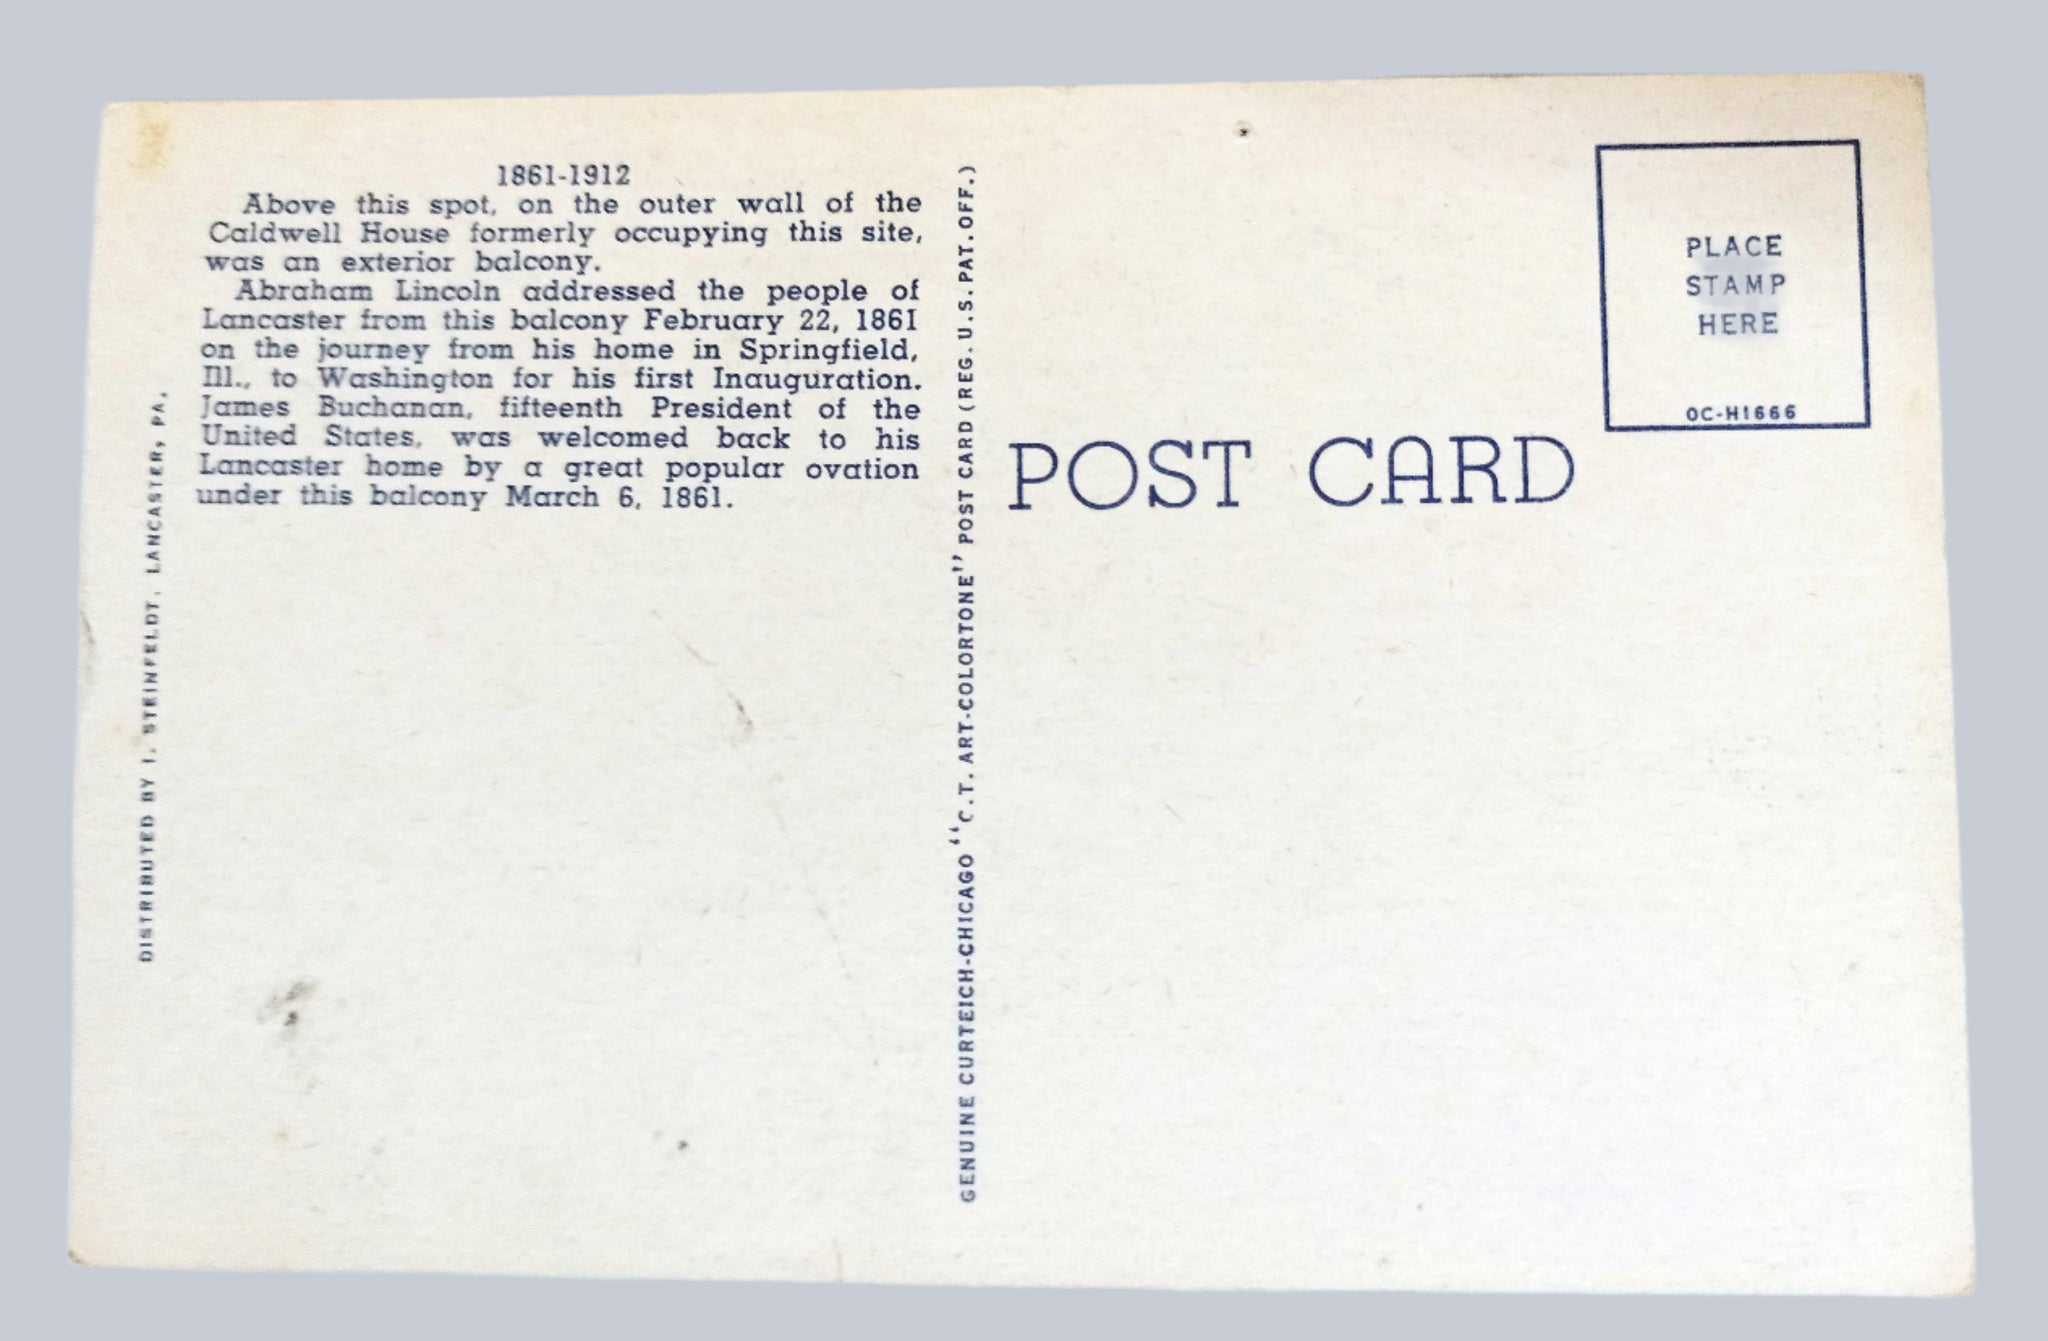 1861-1912
Above this spot, on the outer wall of the
Caldwell House formerly occupying this site,
was an exterior balcony.
Abraham Lincoln addressed the people of
Lancaster from this balcony February 22, 1861
on the journey from his home in Springfield,
Ill., to Washington for his first Inauguration.
James Buchanan, fifteenth President of the
United States, was welcomed back to his
Lancaster home by a great popular ovation
under this balcony March 6, 1861.
DISTRIBUTED BY I. STEINFELDT, LANCASTER, PA.
GENUINE CURTEICH-CHICAGO "C.T. ART-COLORTONE" POST CARD (REG. U.S. PAT. OFF.)
POST CARD
PLACE
STAMP
HERE
OC-H1666